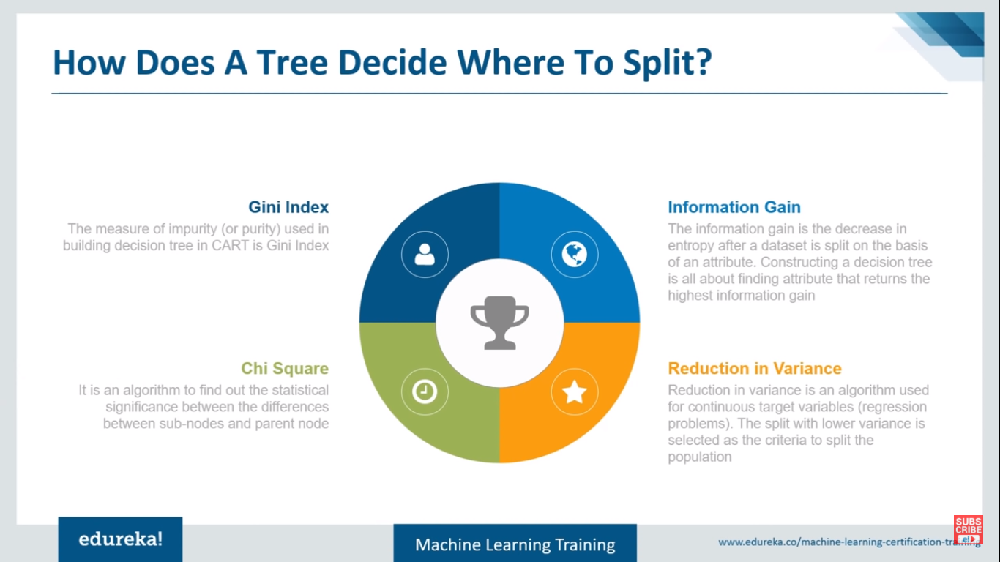 How Does A Tree Decide Where To Split?
Gini Index
The measure of impurity (or purity) used in
building decision tree in CART is Gini Index
Information Gain
The information gain is the decrease in
entropy after a dataset is split on the basis
of an attribute. Constructing a decision tree
is all about finding attribute that returns the
highest information gain
Chi Square
It is an algorithm to find out the statistical
significance between the differences
between sub-nodes and parent node
Reduction in Variance
Reduction in variance is an algorithm used
for continuous target variables (regression
problems). The split with lower variance is
selected as the criteria to split the
population
edureka!
Machine Learning Training
www.edureka.co/machine-learning-certification-training
SUBS
CRIBE
e!